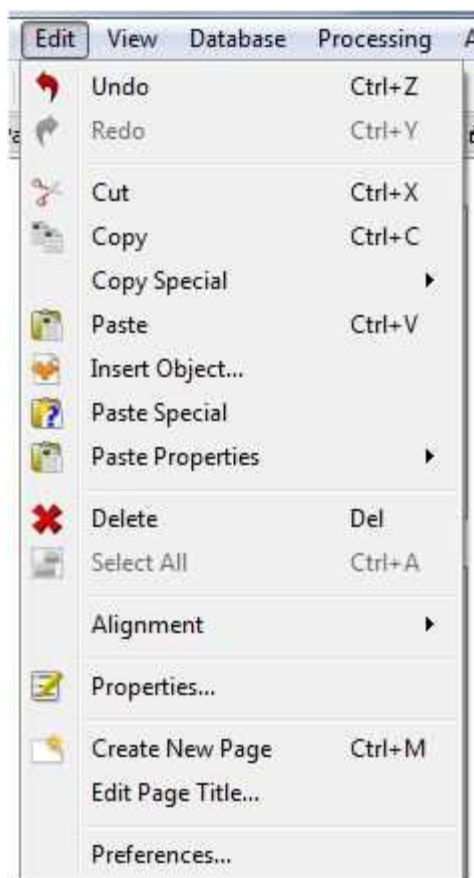 Edit View Database Processing
Undo Ctrl+Z
Redo Ctrl+Y
Cut Ctrl+X
Copy Ctrl+C
Copy Special
Paste Ctrl+V
Insert Object...
Paste Special
Paste Properties
Delete Del
Select All Ctrl+A
Alignment
Properties...
Create New Page Ctrl+M
Edit Page Title...
Preferences...